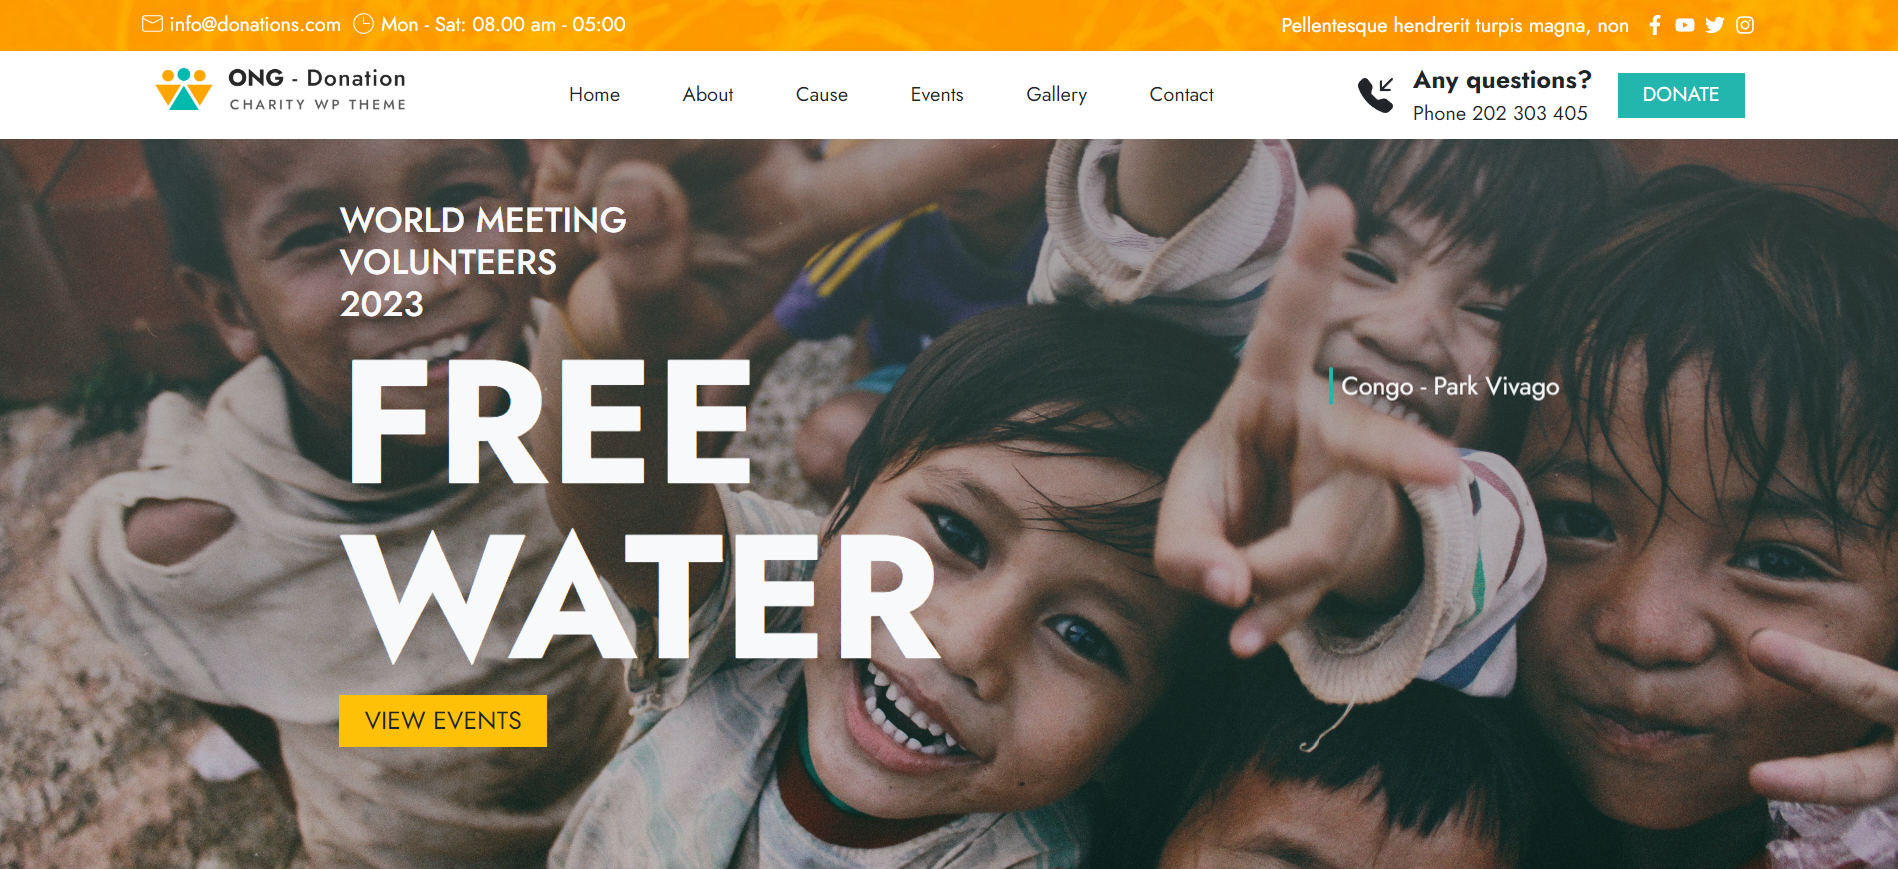 info@donations.com Mon - Sat: 08.00 am - 05:00
Pellentesque hendrerit turpis magna, non
ONG - Donation
CHARITY WP THEME
Home About Cause Events Gallery Contact
Any questions?
Phone 202 303 405
DONATE
WORLD MEETING
VOLUNTEERS
2023
FREE
WATER
Congo - Park Vivago
VIEW EVENTS